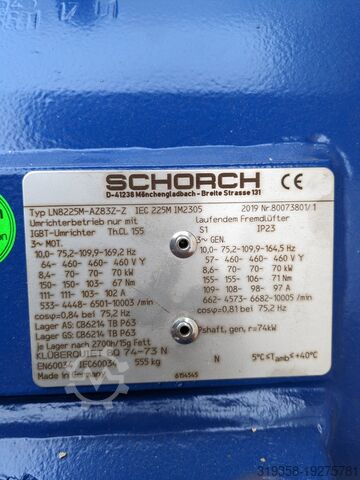 SCHORCH
D-41238 Mönchengladbach - Breite Strasse 131
CE
Typ LN8225M-AZ83Z-Z IEC 225M IM2305 2019 Nr.80073801/1
Umrichterbetrieb nur mit laufendem Fremdlüfter
IGBT-Umrichter Th.CL 155 S1 IP23
3~ MOT. 3~ GEN.
10,0- 75,2-109,9-169,2 Hz 10,0- 75,2-109,9-164,5 Hz
64- 460- 460- 460 V Y 57- 460- 460- 460 V Y
8,4- 70- 70- 70 kW 8,6- 70- 70- 70 kW
150- 150- 103- 67 Nm 151- 148-
111- 111- 103- 102 A 109- 108- 98- 97 A
533-4448-6501-10003 /min 662-4573-6682-10005 /min
cosφ=0,84 bei 75,2 Hz cosφ=0,81 bei 75,2 Hz
Lager AS: CB6214 TB P63
Lager GS: CB6214 TB P63 Pshaft, gen, r=74kW
je Lager nach 2700h/15g Fett
KLÜBERQUIET BQ 74-73 N N 5°C≤Tamb≤+40°C
EN60034 IEC60034 555 kg
Made in Germany 6154545
319358-19275781